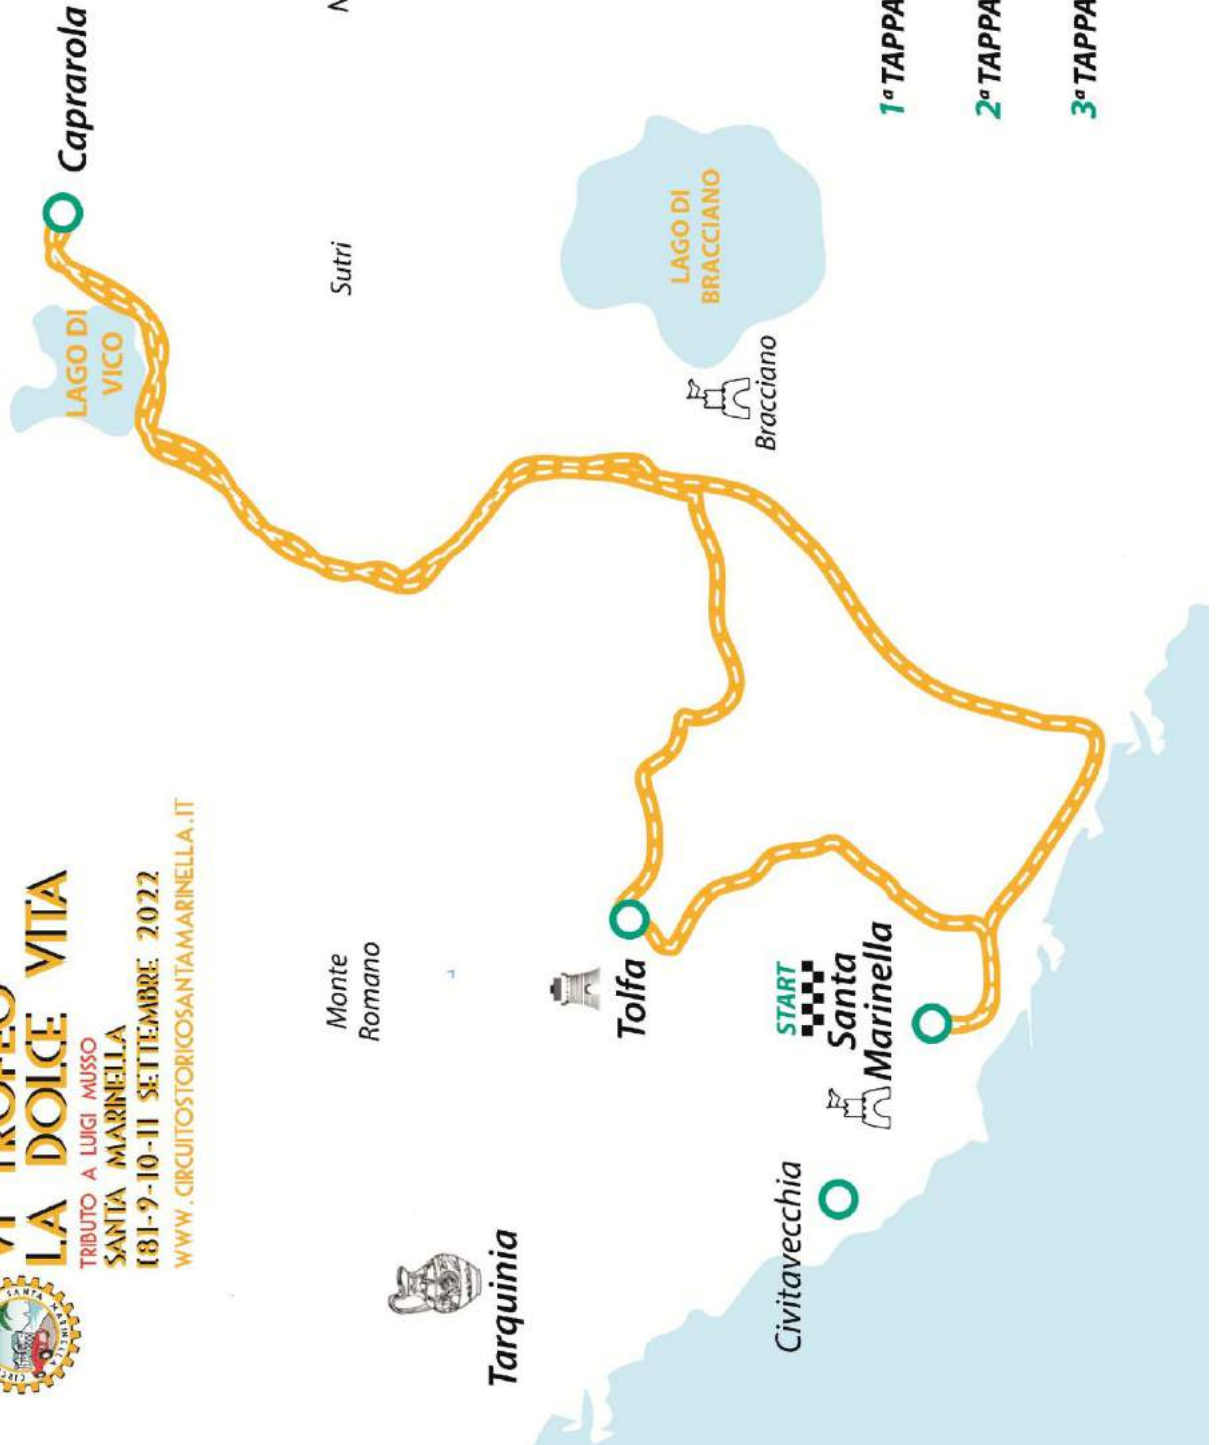 LA DOLCE VITA
TRIBUTO A LUIGI MUSSO
SANTA MARINELLA
[8]-9-10-11 SETTEMBRE 2022
WWW.CIRCUITOSTORICOSANTAMARINELLA.IT
Caprarola
LAGO DI
VICO
Sutri
Monte
Romano
Tarquinia
Tolfa
LAGO DI
BRACCIANO
Bracciano
START
Santa
Marinella
Civitavecchia
1ª TAPPA
2ª TAPPA
3ª TAPPA